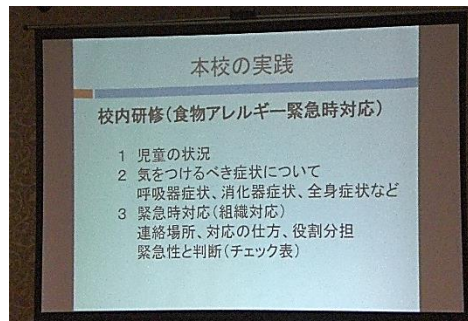 本校の実践
校内研修(食物アレルギー緊急時対応)
1 児童の状況
2 気をつけるべき症状について
呼吸器症状、消化器症状、全身症状など
3 緊急時対応(組織対応)
連絡場所、対応の仕方、役割分担
緊急性と判断(チェック表)